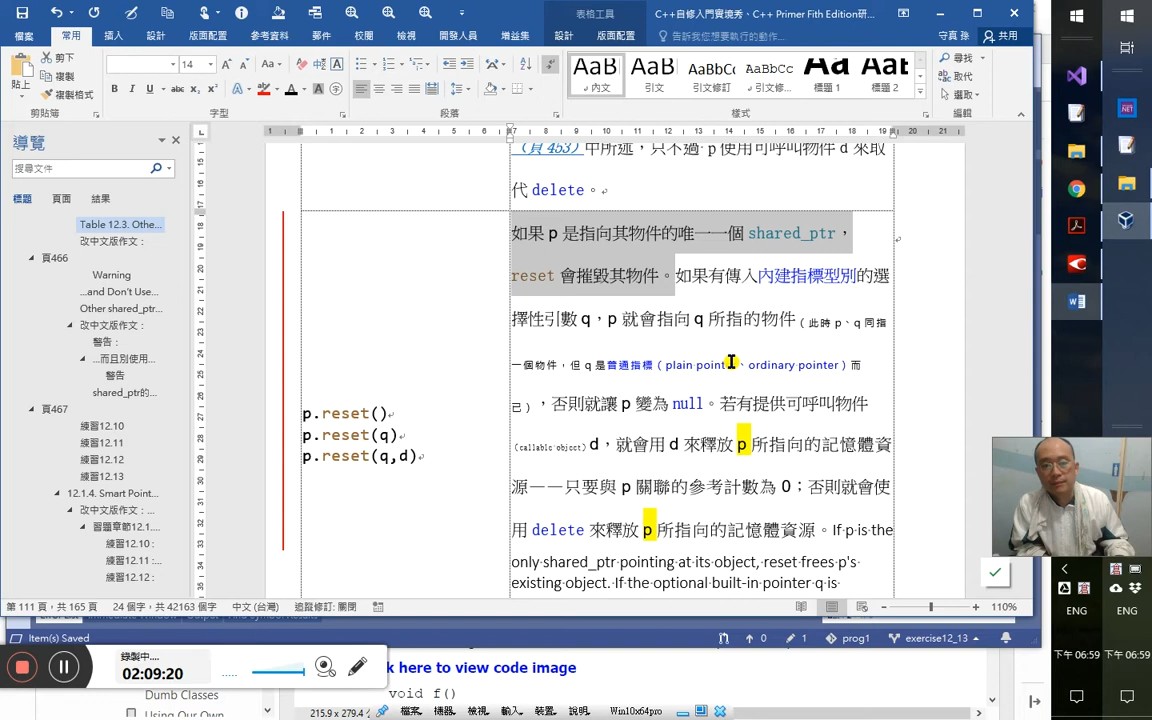 表格工具
C++自修入門實境秀、C++ Primer Fith Edition研...
檔案 常用 插入 設計 版面配置 參考資料 郵件 校閱 檢視 開發人員 增益集 設計 版面配置 告訴我您想要執行的動作... 守真 孫 共用
貼上 剪下 複製 複製格式
14
AaBb 內文 AaBb 引文 AaBbCc 引文修訂 AaBbCc 引文修... AaB 標題 1 AaBb 標題 2
尋找 取代 選取
剪貼簿 字型 段落 樣式 編輯
導覽
搜尋文件
標題 頁面 結果
Table 12.3. Othe...
改中文版作文：
頁466
Warning
...and Don't Use...
Other shared_ptr...
改中文版作文：
警告：
...而且別使用...
警告
shared_ptr的...
頁467
練習12.10
練習12.11
練習12.12
練習12.13
12.1.4. Smart Point...
改中文版作文：...
習題章節12.1....
練習12.10：
練習12.11：...
練習12.12：
（頁 453）中所述，只不過 p 使用可呼叫物件 d 來取
代 delete。
p.reset()
p.reset(q)
p.reset(q,d)
如果 p 是指向其物件的唯一一個 shared_ptr，
reset 會摧毀其物件。如果有傳入內建指標型別的選
擇性引數 q，p 就會指向 q 所指的物件（此時 p、q 同指
一個物件，但 q 是普通指標（plain point、ordinary pointer）而
已），否則就讓 p 變為 null。若有提供可呼叫物件
(callable object)d，就會用 d 來釋放 p 所指向的記憶體資
源——只要與 p 關聯的參考計數為 0；否則就會使
用 delete 來釋放 p 所指向的記憶體資源。If p is the
only shared_ptr pointing at its object, reset frees p's
existing object. If the optional built-in pointer q is
第 111 頁，共 165 頁 24 個字，共 42163 個字 中文 (台灣) 追蹤修訂: 關閉 110%
Item(s) Saved 0 1 prog1 exercise12_13
錄製中...
02:09:20
k here to view code image
void f()
Dumb Classes
Using Our Own
215.9 x 279.4 檔案 機器 檢視 輸入 裝置 說明 Win10x64pro
ENG ENG
下午 06:59 下午 06:59